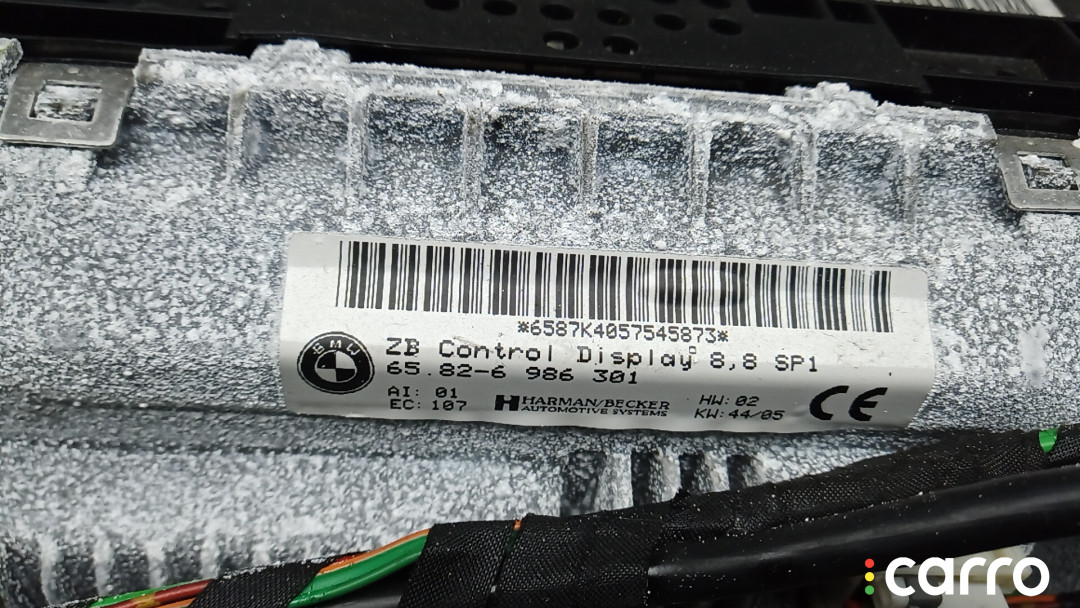 *6587K4057545873*
BMW
ZB Control Display 8,8 SP1
65.82-6 986 301
AI: 01
EC: 107
HARMAN/BECKER
AUTOMOTIVE SYSTEMS
HW: 02
KW: 44/05
CE
carro